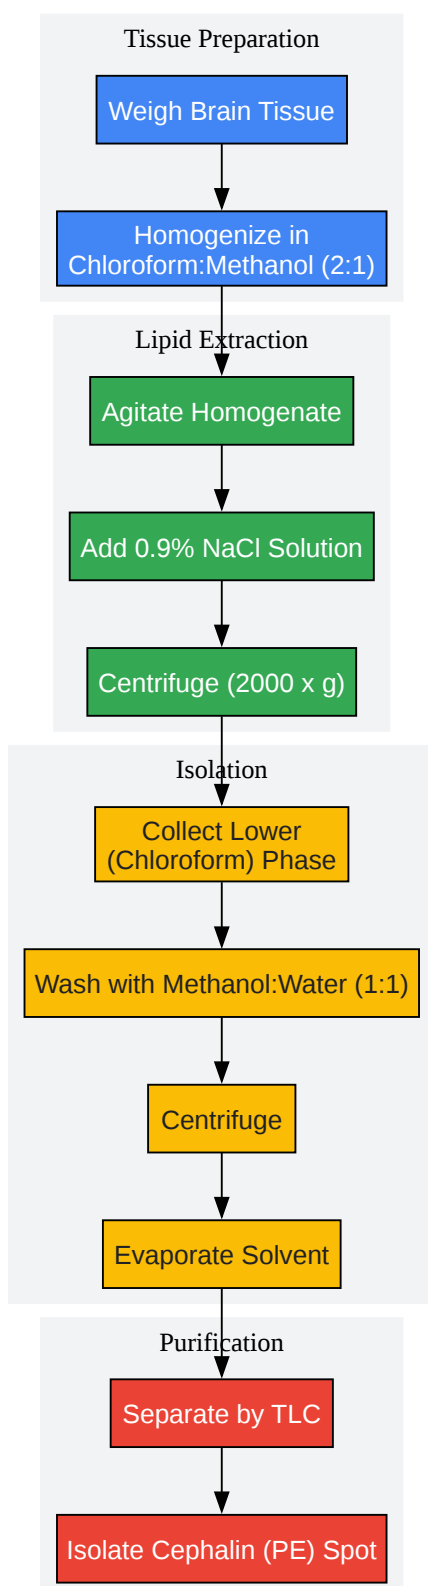 Tissue Preparation
Weigh Brain Tissue
Homogenize in
Chloroform:Methanol (2:1)
Lipid Extraction
Agitate Homogenate
Add 0.9% NaCl Solution
Centrifuge (2000 x g)
Isolation
Collect Lower
(Chloroform) Phase
Wash with Methanol:Water (1:1)
Centrifuge
Evaporate Solvent
Purification
Separate by TLC
Isolate Cephalin (PE) Spot